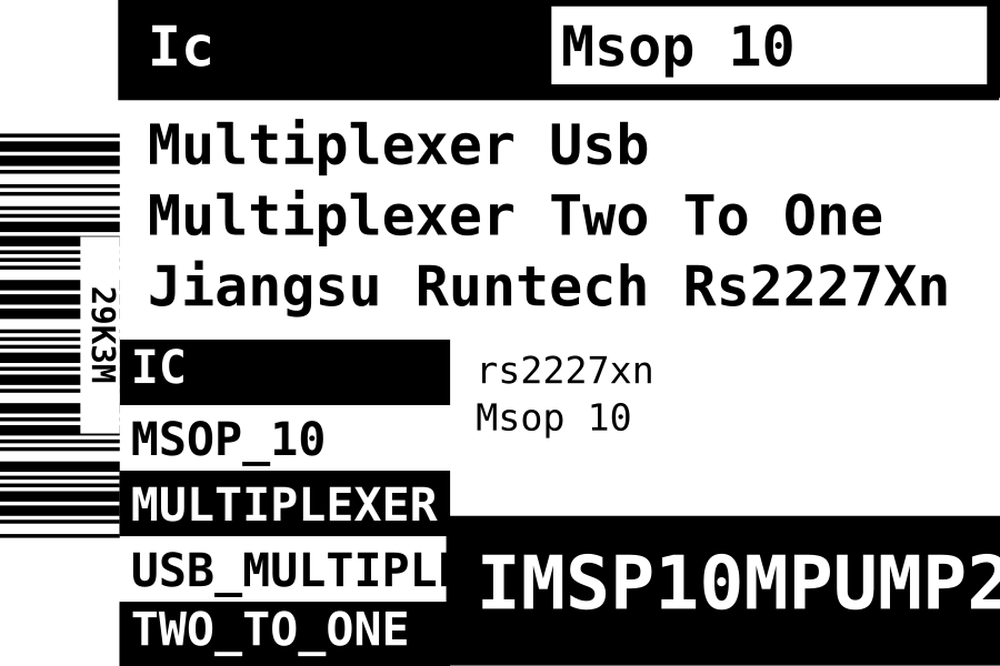 Ic
Msop 10
Multiplexer Usb
Multiplexer Two To One
Jiangsu Runtech Rs2227Xn
29K3M
IC
MSOP_10
MULTIPLEXER
USB_MULTIPL
TWO_TO_ONE
rs2227xn
Msop 10
IMSP10MPUMP2